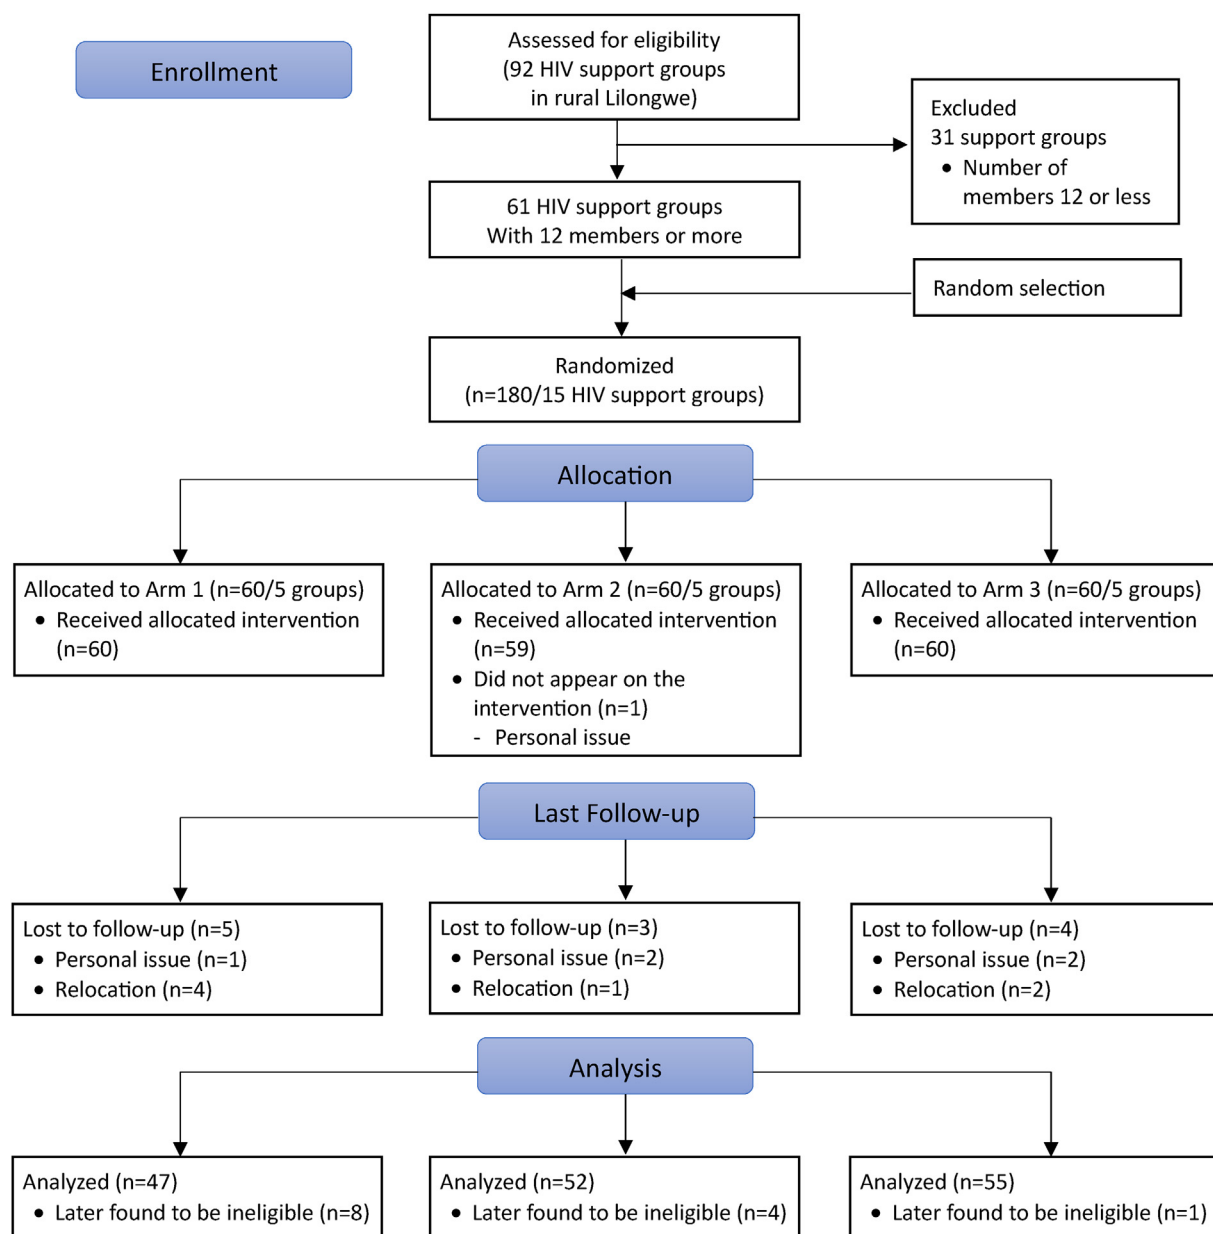 Enrollment
Assessed for eligibility
(92 HIV support groups
in rural Lilongwe)
Excluded
31 support groups
• Number of
members 12 or less
61 HIV support groups
With 12 members or more
Random selection
Randomized
(n=180/15 HIV support groups)
Allocation
Allocated to Arm 1 (n=60/5 groups)
• Received allocated intervention
(n=60)
Allocated to Arm 2 (n=60/5 groups)
• Received allocated intervention
(n=59)
• Did not appear on the
intervention (n=1)
- Personal issue
Allocated to Arm 3 (n=60/5 groups)
• Received allocated intervention
(n=60)
Last Follow-up
Lost to follow-up (n=5)
• Personal issue (n=1)
• Relocation (n=4)
Lost to follow-up (n=3)
• Personal issue (n=2)
• Relocation (n=1)
Lost to follow-up (n=4)
• Personal issue (n=2)
• Relocation (n=2)
Analysis
Analyzed (n=47)
• Later found to be ineligible (n=8)
Analyzed (n=52)
• Later found to be ineligible (n=4)
Analyzed (n=55)
• Later found to be ineligible (n=1)